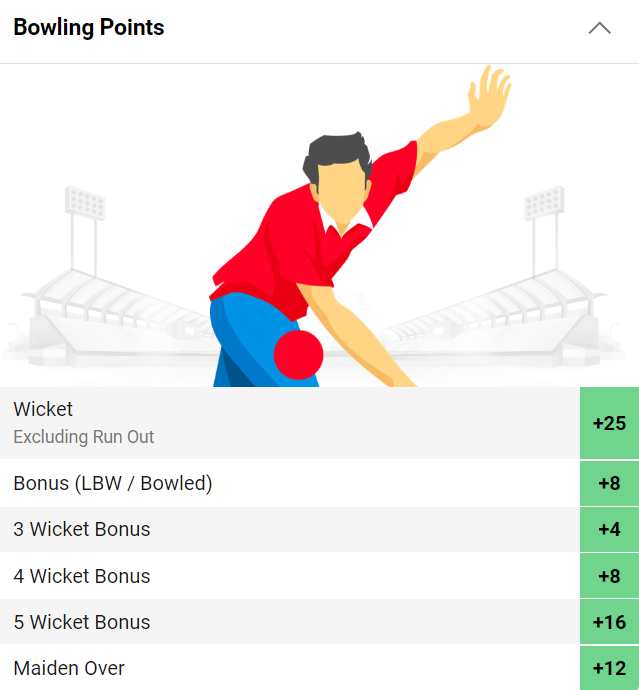 Bowling Points
Wicket
Excluding Run Out
+25
Bonus (LBW / Bowled)
+8
3 Wicket Bonus
+4
4 Wicket Bonus
+8
5 Wicket Bonus
+16
Maiden Over
+12